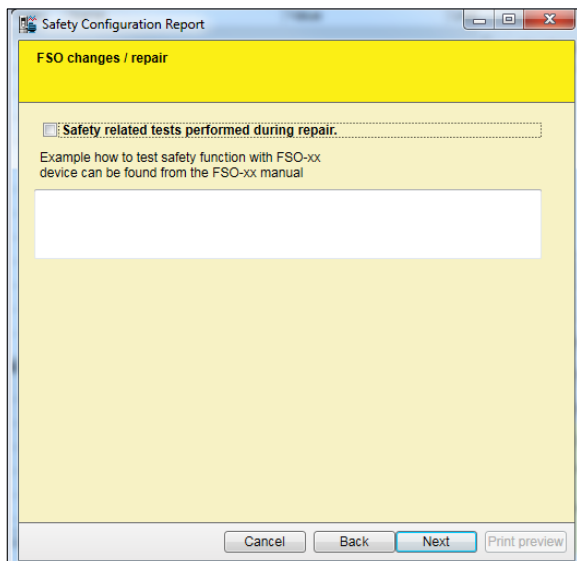 Safety Configuration Report
FSO changes / repair
Safety related tests performed during repair.
Example how to test safety function with FSO-xx
device can be found from the FSO-xx manual
Cancel
Back
Next
Print preview